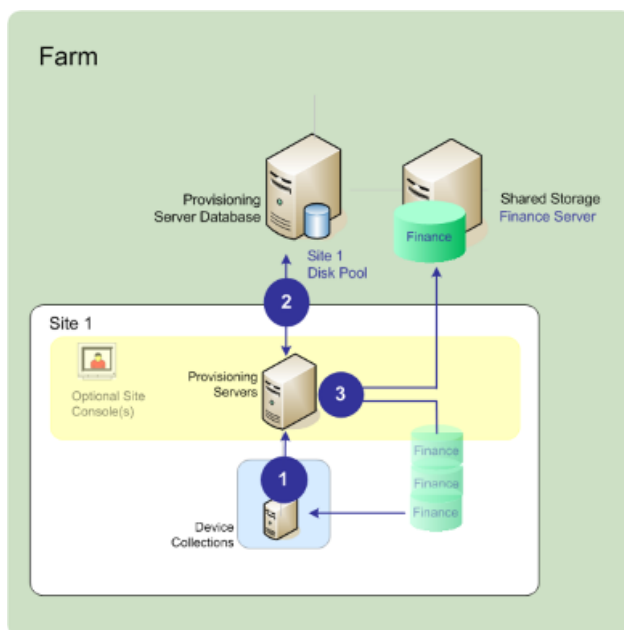 Farm
Provisioning
Server Database
Shared Storage
Finance Server
Finance
Site 1
Disk Pool
2
Site 1
Optional Site
Console(s)
Provisioning
Servers
3
Finance
Finance
Finance
1
Device
Collections